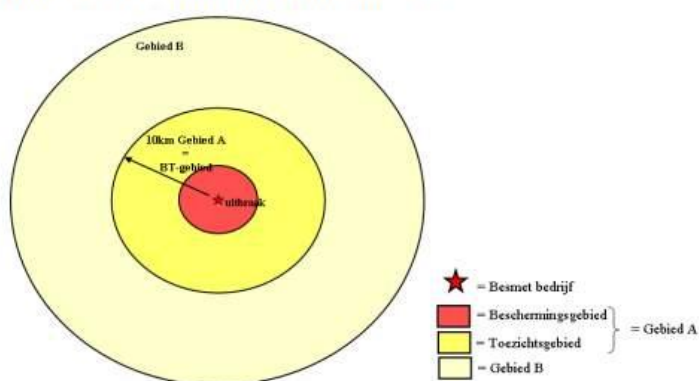 Gebied B
10km Gebied A
=
BT-gebied
uitbraak
= Besmet bedrijf
= Beschermingsgebied
= Gebied A
= Toezichtsgebied
= Gebied B